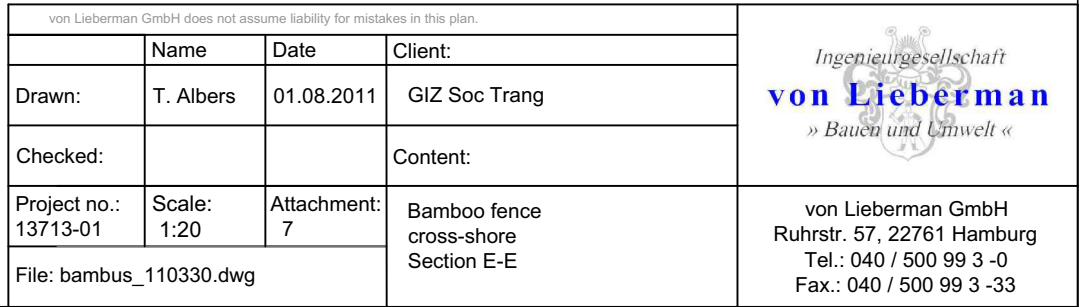 von Lieberman GmbH does not assume liability for mistakes in this plan.
Name Date Client:
Drawn: T. Albers 01.08.2011 GIZ Soc Trang
Checked: Content:
Project no.: Scale: Attachment:
13713-01 1:20 7
File: bambus_110330.dwg
Bamboo fence
cross-shore
Section E-E
Ingenieurgesellschaft
von Lieberman
» Bauen und Umwelt «
von Lieberman GmbH
Ruhrstr. 57, 22761 Hamburg
Tel.: 040 / 500 99 3 -0
Fax.: 040 / 500 99 3 -33